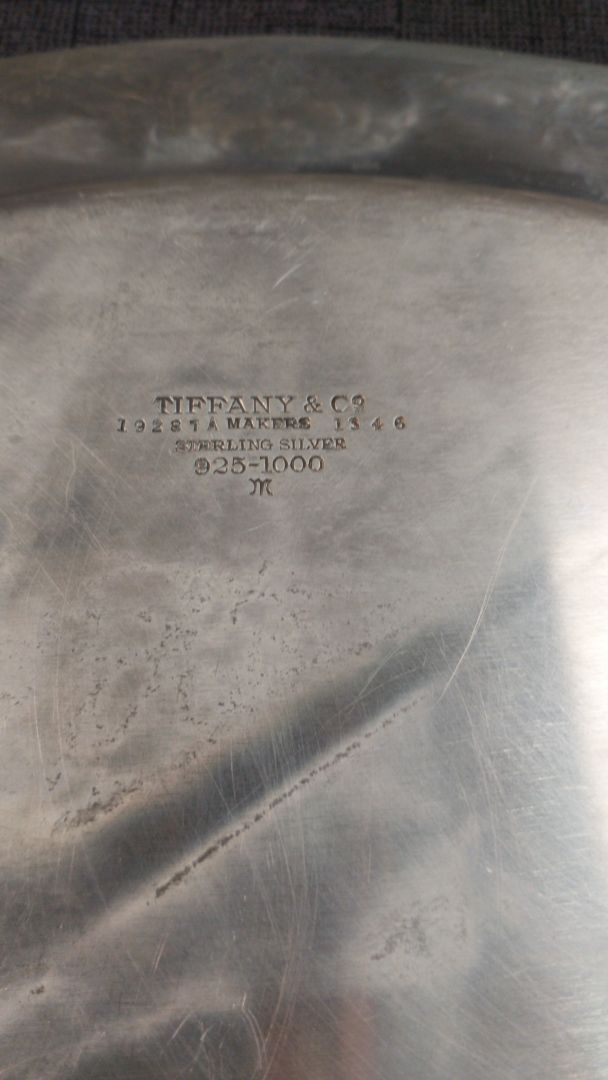 TIFFANY & Cº
19287A MAKERS 1346
STERLING SILVER
925-1000
M